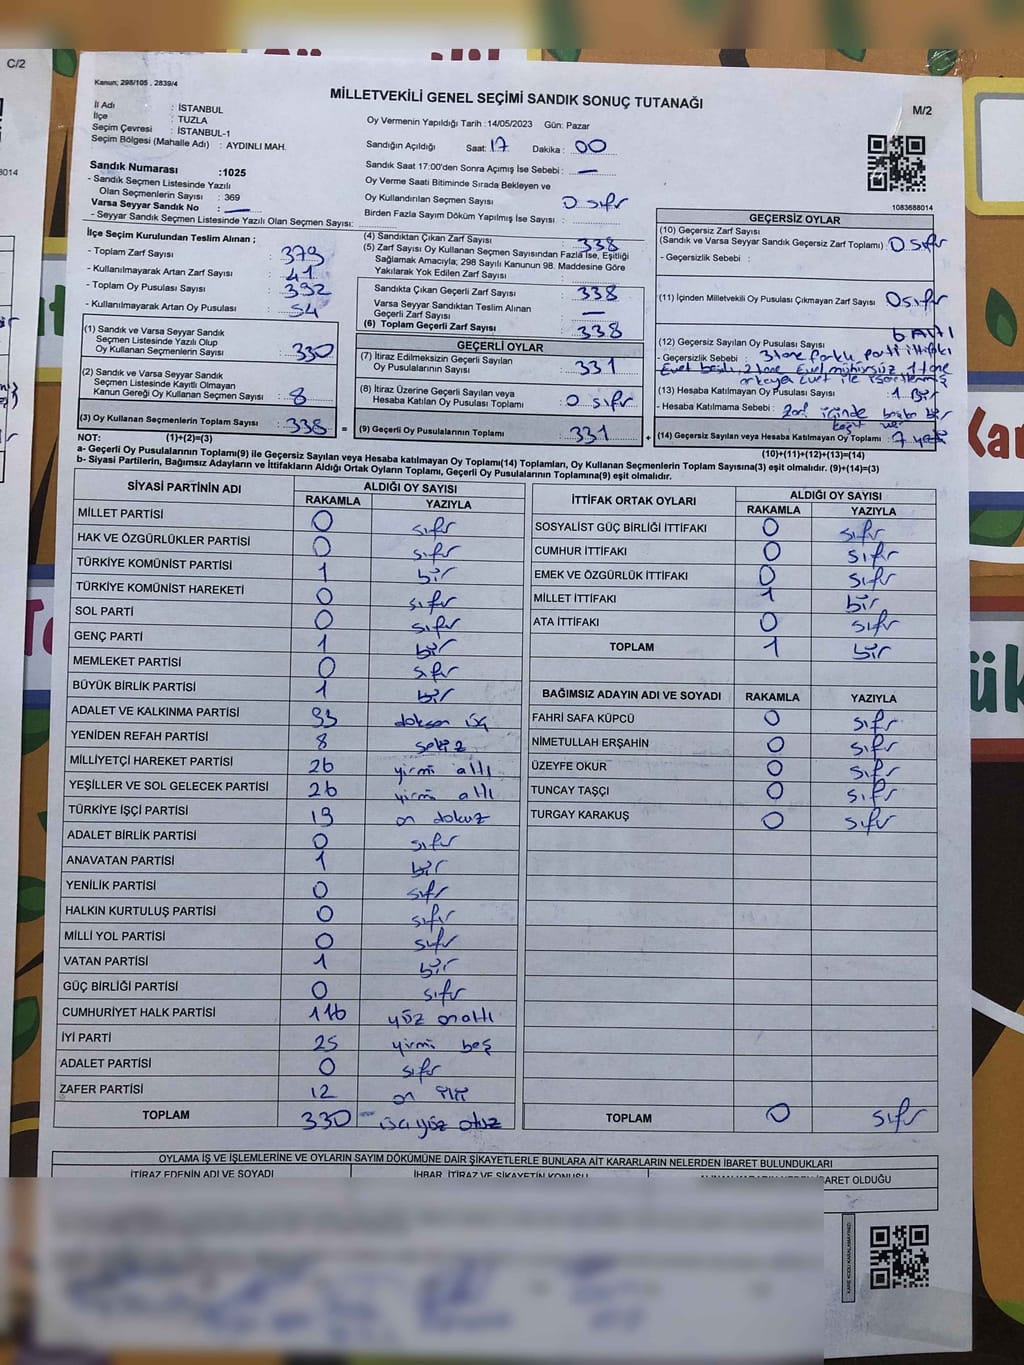 C/2
Kanun; 298/105 , 2839/4
MİLLETVEKİLİ GENEL SEÇİMİ SANDIK SONUÇ TUTANAĞI
M/2
İl Adı : İSTANBUL
İlçe : TUZLA
Seçim Çevresi : İSTANBUL-1
Seçim Bölgesi (Mahalle Adı) : AYDINLI MAH.
Oy Vermenin Yapıldığı Tarih :14/05/2023 Gün: Pazar
Sandığın Açıldığı Saat: 17 Dakika : 00
Sandık Saat 17:00'den Sonra Açımış İse Sebebi : —
Oy Verme Saati Bitiminde Sırada Bekleyen ve
Oy Kullandırılan Seçmen Sayısı : 0 sıfır
Birden Fazla Sayım Döküm Yapılmış İse Sayısı :
1083688014
Sandık Numarası :1025
- Sandık Seçmen Listesinde Yazılı
Olan Seçmenlerin Sayısı : 369
Varsa Seyyar Sandık No : —
- Seyyar Sandık Seçmen Listesinde Yazılı Olan Seçmen Sayısı:
İlçe Seçim Kurulundan Teslim Alınan ;
- Toplam Zarf Sayısı : 379
- Kullanılmayarak Artan Zarf Sayısı : 41
- Toplam Oy Pusulası Sayısı : 392
- Kullanılmayarak Artan Oy Pusulası : 54
(1) Sandık ve Varsa Seyyar Sandık
Seçmen Listesinde Yazılı Olup
Oy Kullanan Seçmenlerin Sayısı : 330
(2) Sandık ve Varsa Seyyar Sandık
Seçmen Listesinde Kayıtlı Olmayan
Kanun Gereği Oy Kullanan Seçmen Sayısı : 8
(3) Oy Kullanan Seçmenlerin Toplam Sayısı : 338 =
(4) Sandıktan Çıkan Zarf Sayısı : 338
(5) Zarf Sayısı Oy Kullanan Seçmen Sayısından Fazla İse, Eşitliği
Sağlamak Amacıyla; 298 Sayılı Kanunun 98. Maddesine Göre
Yakılarak Yok Edilen Zarf Sayısı :
Sandıkta Çıkan Geçerli Zarf Sayısı : 338
Varsa Seyyar Sandıktan Teslim Alınan
Geçerli Zarf Sayısı : —
(6) Toplam Geçerli Zarf Sayısı : 338
GEÇERLİ OYLAR
(7) İtiraz Edilmeksizin Geçerli Sayılan
Oy Pusulalarının Sayısı : 331
(8) İtiraz Üzerine Geçerli Sayılan veya
Hesaba Katılan Oy Pusulası Toplamı : 0 sıfır
(9) Geçerli Oy Pusulalarının Toplamı : 331 +
GEÇERSİZ OYLAR
(10) Geçersiz Zarf Sayısı
(Sandık ve Varsa Seyyar Sandık Geçersiz Zarf Toplamı) : 0 sıfır
- Geçersizlik Sebebi :
(11) İçinden Milletvekili Oy Pusulası Çıkmayan Zarf Sayısı : 0 sıfır
(12) Geçersiz Sayılan Oy Pusulası Sayısı : 6 Altı
- Geçersizlik Sebebi : 3 tane farklı parti ittifakı
Evet basılı, 2 tane Evet mühürsüz, 1 tane
arkaya Evet ile işaretlenmiş
(13) Hesaba Katılmayan Oy Pusulası Sayısı : 1 Bir
- Hesaba Katılmama Sebebi : Zarf içinde başka bir
(14) Geçersiz Sayılan veya Hesaba Katılmayan Oy Toplamı : 7 yedi
NOT: (1)+(2)=(3)
(10)+(11)+(12)+(13)=(14)
a- Geçerli Oy Pusulalarının Toplamı(9) ile Geçersiz Sayılan veya Hesaba katılmayan Oy Toplamı(14) Toplamları, Oy Kullanan Seçmenlerin Toplam Sayısına(3) eşit olmalıdır. (9)+(14)=(3)
b- Siyasi Partilerin, Bağımsız Adayların ve İttifakların Aldığı Ortak Oyların Toplamı, Geçerli Oy Pusulalarının Toplamına(9) eşit olmalıdır.
SİYASİ PARTİNİN ADI ALDIĞI OY SAYISI
RAKAMLA YAZIYLA
MİLLET PARTİSİ 0 sıfır
HAK VE ÖZGÜRLÜKLER PARTİSİ 0 sıfır
TÜRKİYE KOMÜNİST PARTİSİ 1 bir
TÜRKİYE KOMÜNİST HAREKETİ 0 sıfır
SOL PARTİ 0 sıfır
GENÇ PARTİ 1 bir
MEMLEKET PARTİSİ 0 sıfır
BÜYÜK BİRLİK PARTİSİ 1 bir
ADALET VE KALKINMA PARTİSİ 93 doksan üç
YENİDEN REFAH PARTİSİ 8 sekiz
MİLLİYETÇİ HAREKET PARTİSİ 26 yirmi altı
YEŞİLLER VE SOL GELECEK PARTİSİ 26 yirmi altı
TÜRKİYE İŞÇİ PARTİSİ 19 on dokuz
ADALET BİRLİK PARTİSİ 0 sıfır
ANAVATAN PARTİSİ 1 bir
YENİLİK PARTİSİ 0 sıfır
HALKIN KURTULUŞ PARTİSİ 0 sıfır
MİLLİ YOL PARTİSİ 0 sıfır
VATAN PARTİSİ 1 bir
GÜÇ BİRLİĞİ PARTİSİ 0 sıfır
CUMHURİYET HALK PARTİSİ 116 yüz onaltı
İYİ PARTİ 25 yirmi beş
ADALET PARTİSİ 0 sıfır
ZAFER PARTİSİ 12 on iki
TOPLAM 330 üçyüz otuz
İTTİFAK ORTAK OYLARI ALDIĞI OY SAYISI
RAKAMLA YAZIYLA
SOSYALİST GÜÇ BİRLİĞİ İTTİFAKI 0 sıfır
CUMHUR İTTİFAKI 0 sıfır
EMEK VE ÖZGÜRLÜK İTTİFAKI 0 sıfır
MİLLET İTTİFAKI 1 bir
ATA İTTİFAKI 0 sıfır
TOPLAM 1 bir
BAĞIMSIZ ADAYIN ADI VE SOYADI RAKAMLA YAZIYLA
FAHRİ SAFA KÜPCÜ 0 sıfır
NİMETULLAH ERŞAHİN 0 sıfır
ÜZEYFE OKUR 0 sıfır
TUNCAY TAŞÇI 0 sıfır
TURGAY KARAKUŞ 0 sıfır
TOPLAM 0 sıfır
OYLAMA İŞ VE İŞLEMLERİNE VE OYLARIN SAYIM DÖKÜMÜNE DAİR ŞİKAYETLERLE BUNLARA AİT KARARLARIN NELERDEN İBARET BULUNDUKLARI
İTİRAZ EDENİN ADI VE SOYADI İHBAR, İTİRAZ VE ŞİKAYETİN KONUSU